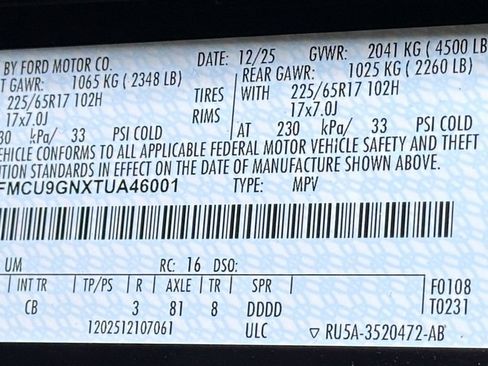 BY FORD MOTOR CO. DATE: 12/25 GVWR: 2041 KG ( 4500 LB
GAWR: 1065 KG ( 2348 LB) REAR GAWR: 1025 KG ( 2260 LB)
225/65R17 102H TIRES WITH 225/65R17 102H
17x7.0J RIMS 17x7.0J
kPa/ 33 PSI COLD AT 230 kPa/ 33 PSI COLD
EHICLE CONFORMS TO ALL APPLICABLE FEDERAL MOTOR VEHICLE SAFETY AND THEFT
TION STANDARDS IN EFFECT ON THE DATE OF MANUFACTURE SHOWN ABOVE.
FMCU9GNXTUA46001 TYPE: MPV
UM RC: 16 DSO:
INT TR TP/PS R AXLE TR SPR F0108
CB 3 81 8 DDDD T0231
1202512107061 ULC ▽ RU5A-3520472-AB